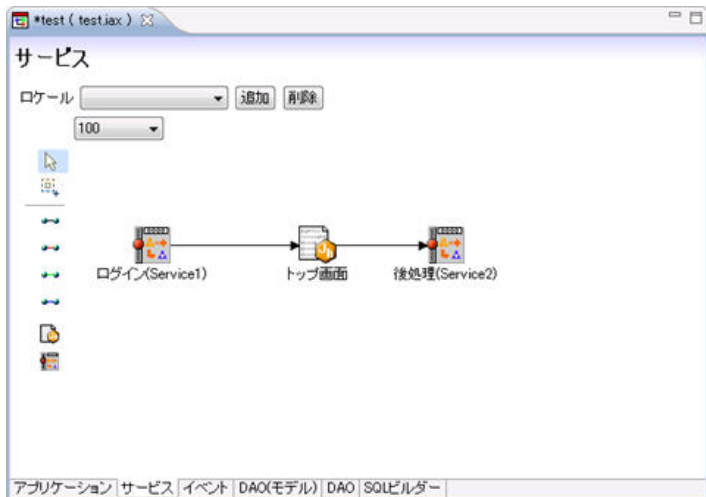 *test ( test.iax )
サービス
ロケール 追加 削除
100
ログイン(Service1) トップ画面 後処理(Service2)
アプリケーション サービス イベント DAO(モデル) DAO SQLビルダー